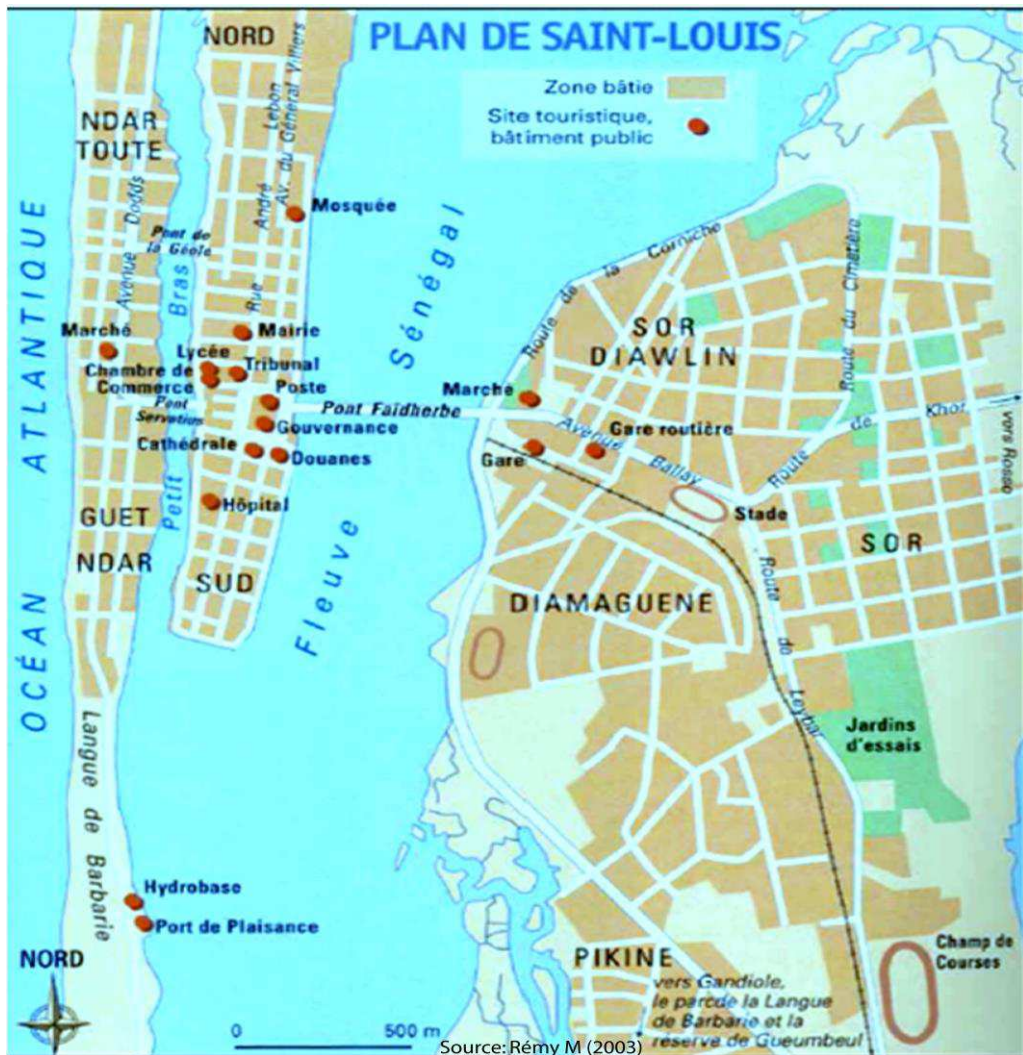 PLAN DE SAINT-LOUIS
Zone bâtie
Site touristique,
bâtiment public
NORD
NDAR
TOUTE
Avenue Dodds
Pont de
la Géole
Rue André Lebon
Av. du Général Villiers
Mosquée
OCÉAN ATLANTIQUE
Petit Bras
Fleuve Sénégal
Marché
Mairie
Lycée
Tribunal
Chambre de
Commerce
Poste
Pont
Servatius
Gouvernance
Cathédrale
Douanes
Hôpital
GUET
NDAR
SUD
Pont Faidherbe
Route de la Corniche
SOR
DIAWLIN
Route du Cimetière
Marche
Avenue Ballay
Gare routière
Gare
Route de Khor
vers Rosso
Stade
SOR
DIAMAGUENE
Route de Leybar
Jardins
d'essais
Langue de Barbarie
Hydrobase
Port de Plaisance
PIKINE
vers Gandiole,
le parcde la Langue
de Barbarie et la
réserve de Gueumbeul
Champ de
Courses
NORD
0 500 m
Source: Rémy M (2003)